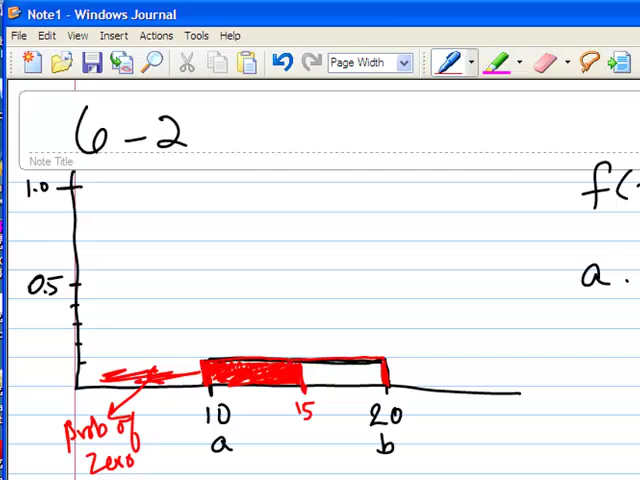 Note1 - Windows Journal
File Edit View Insert Actions Tools Help
Page Width
6-2
Note Title
1.0
f(
0.5
a.
10 15 20
a b
Prob of
Zero